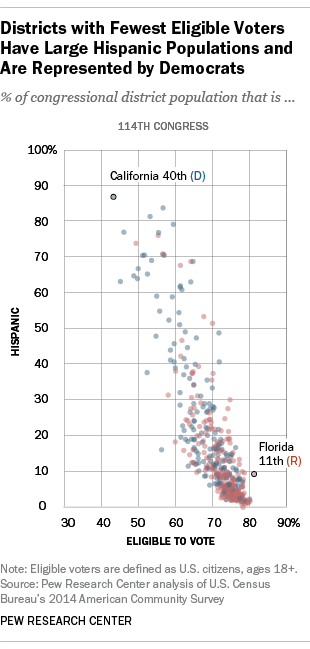 Districts with Fewest Eligible Voters
Have Large Hispanic Populations and
Are Represented by Democrats
% of congressional district population that is ...
114TH CONGRESS
100%
90
80
70
60
50
40
30
20
10
0
HISPANIC
California 40th (D)
Florida
11th (R)
30 40 50 60 70 80 90%
ELIGIBLE TO VOTE
Note: Eligible voters are defined as U.S. citizens, ages 18+.
Source: Pew Research Center analysis of U.S. Census
Bureau's 2014 American Community Survey
PEW RESEARCH CENTER